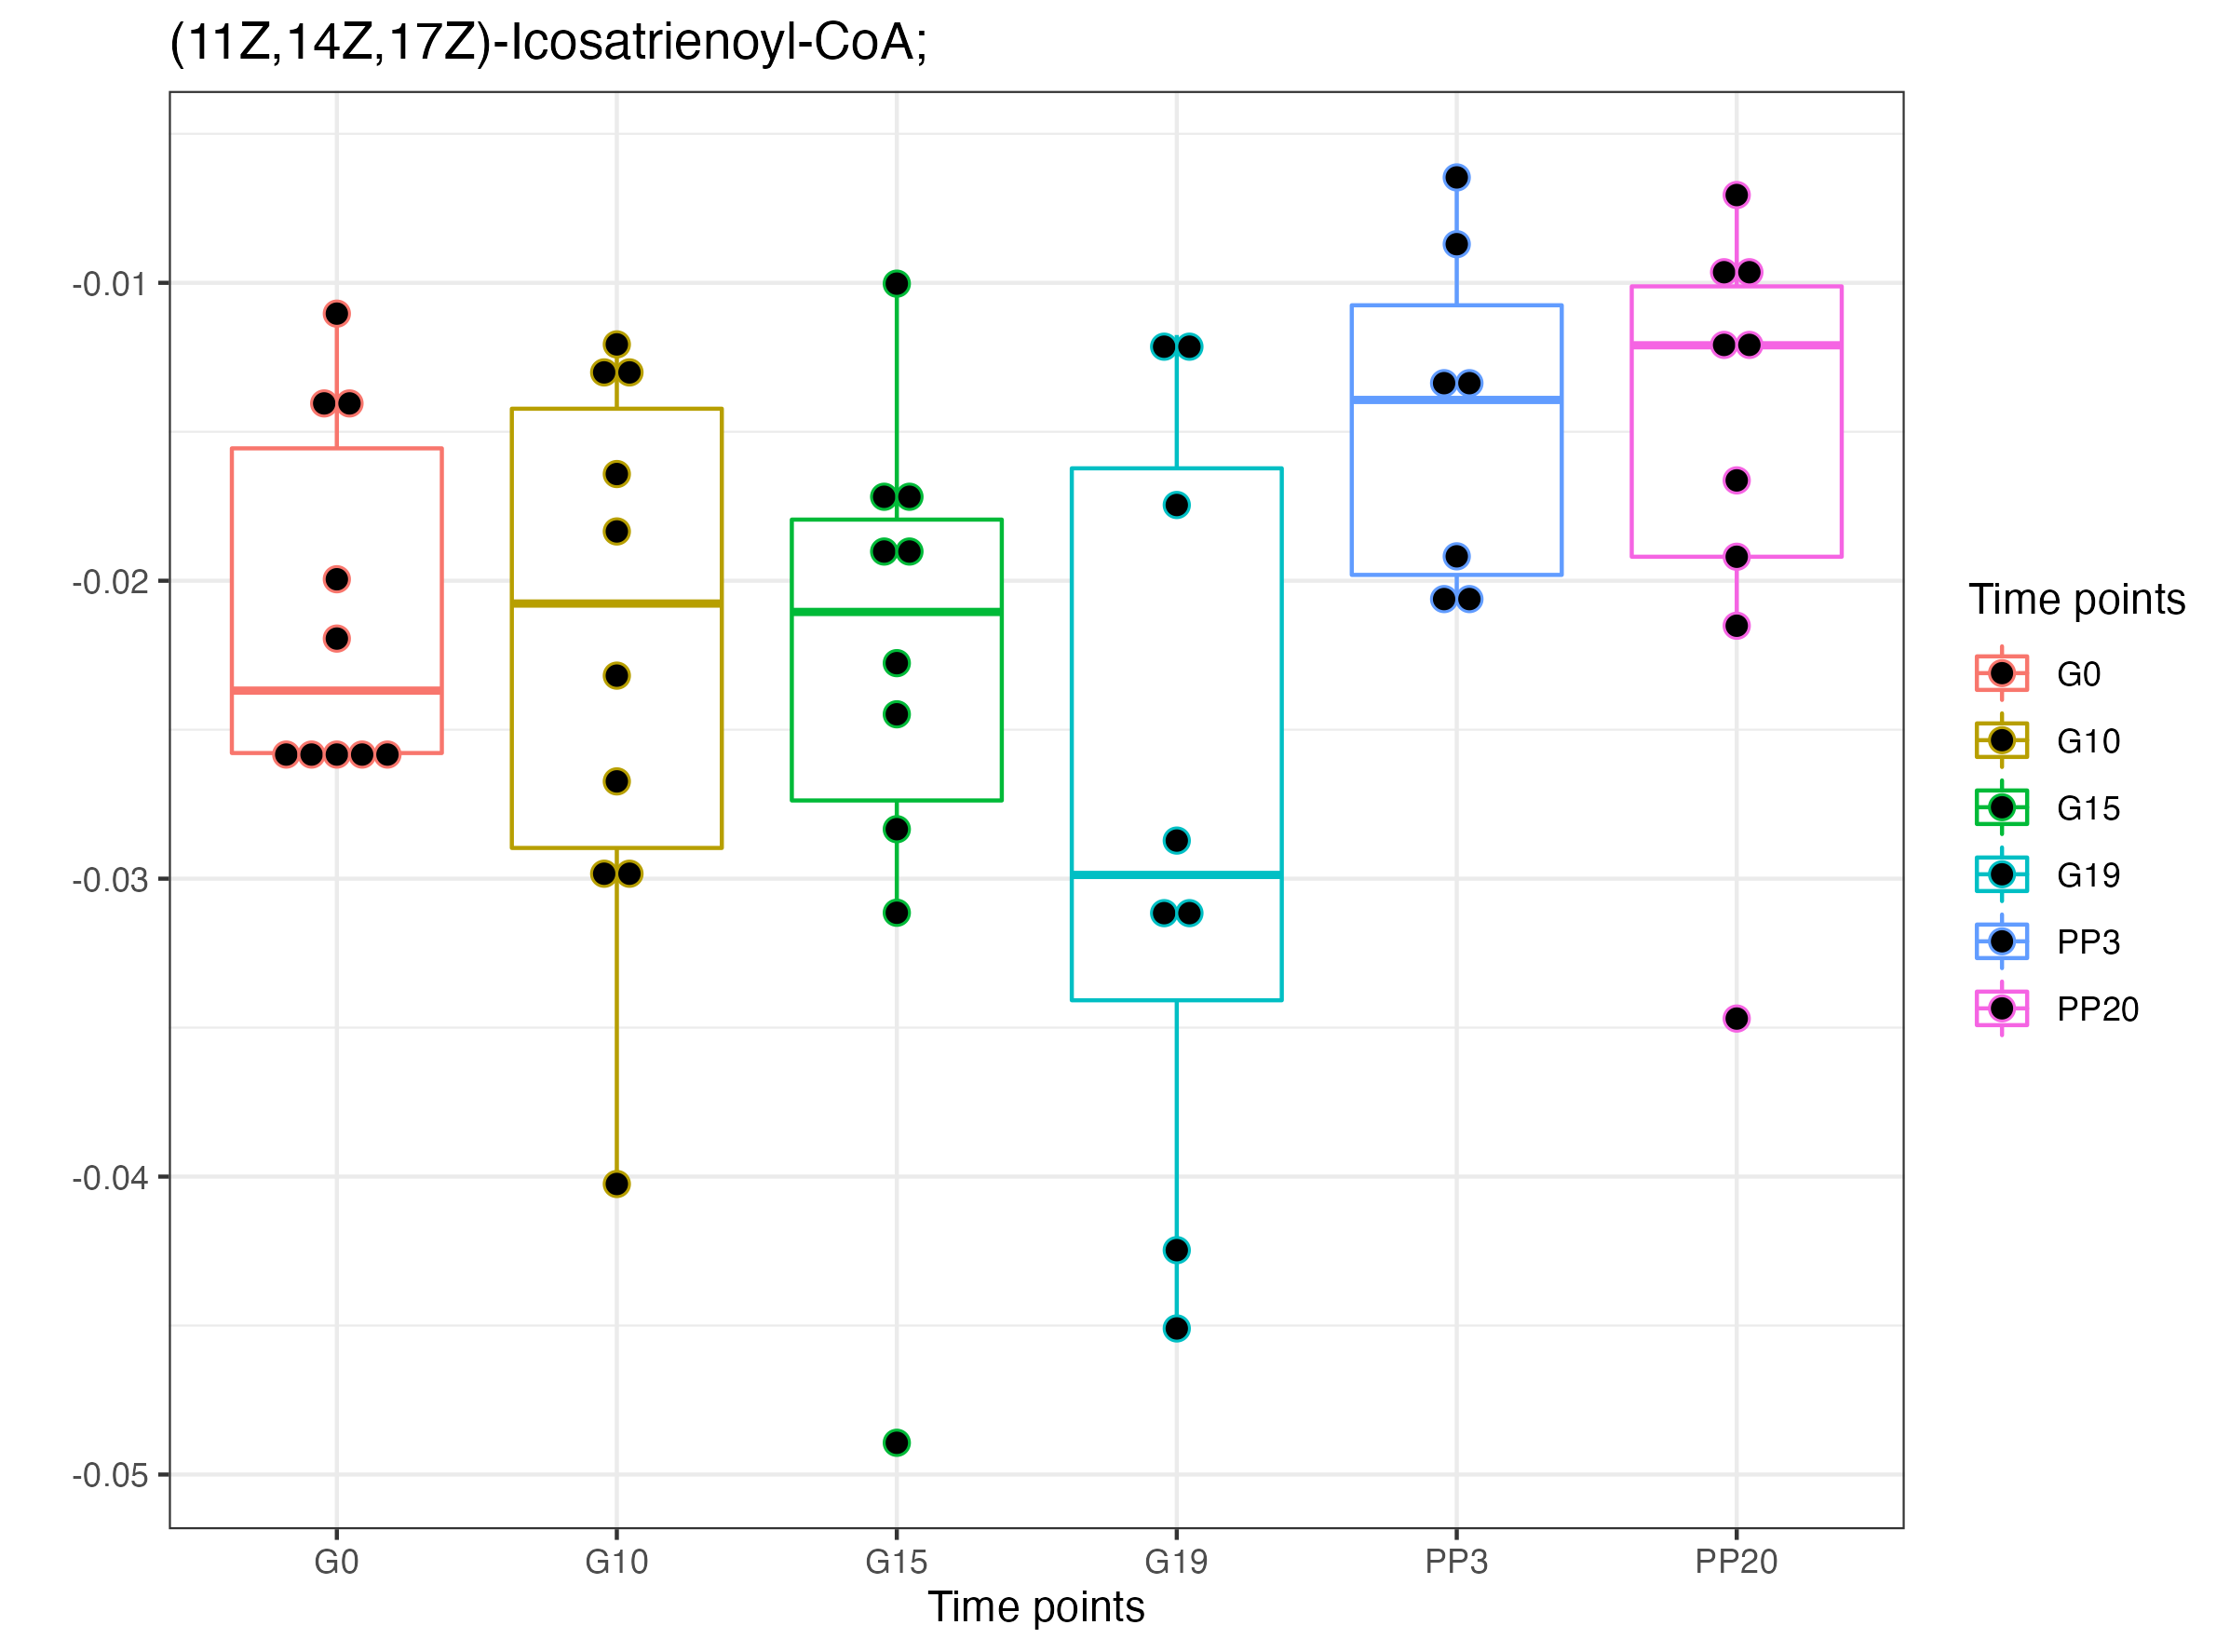 (11Z,14Z,17Z)-Icosatrienoyl-CoA;
-0.01
-0.02
-0.03
-0.04
-0.05
G0 G10 G15 G19 PP3 PP20
Time points
Time points
G0
G10
G15
G19
PP3
PP20